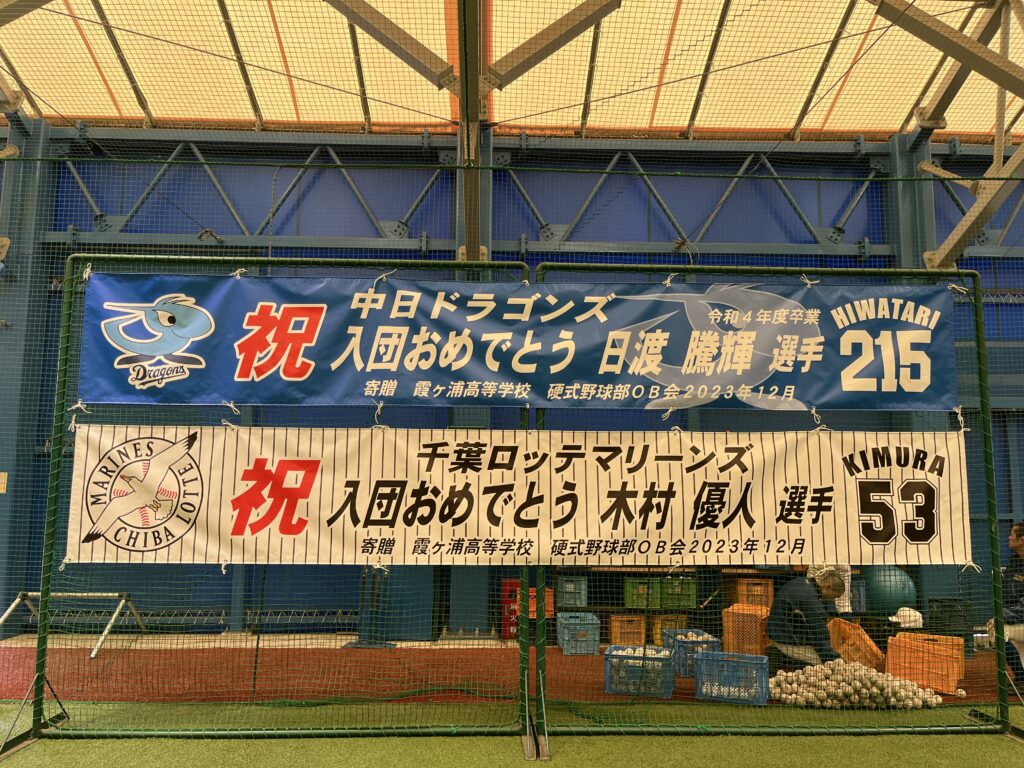 Dragons
祝
中日ドラゴンズ
令和4年度卒業
入団おめでとう 日渡 騰輝 選手
寄贈 霞ヶ浦高等学校 硬式野球部OB会2023年12月
HIWATARI
215
MARINES
CHIBA LOTTE
祝
千葉ロッテマリーンズ
入団おめでとう 木村 優人 選手
寄贈 霞ヶ浦高等学校 硬式野球部OB会2023年12月
KIMURA
53
消火栓